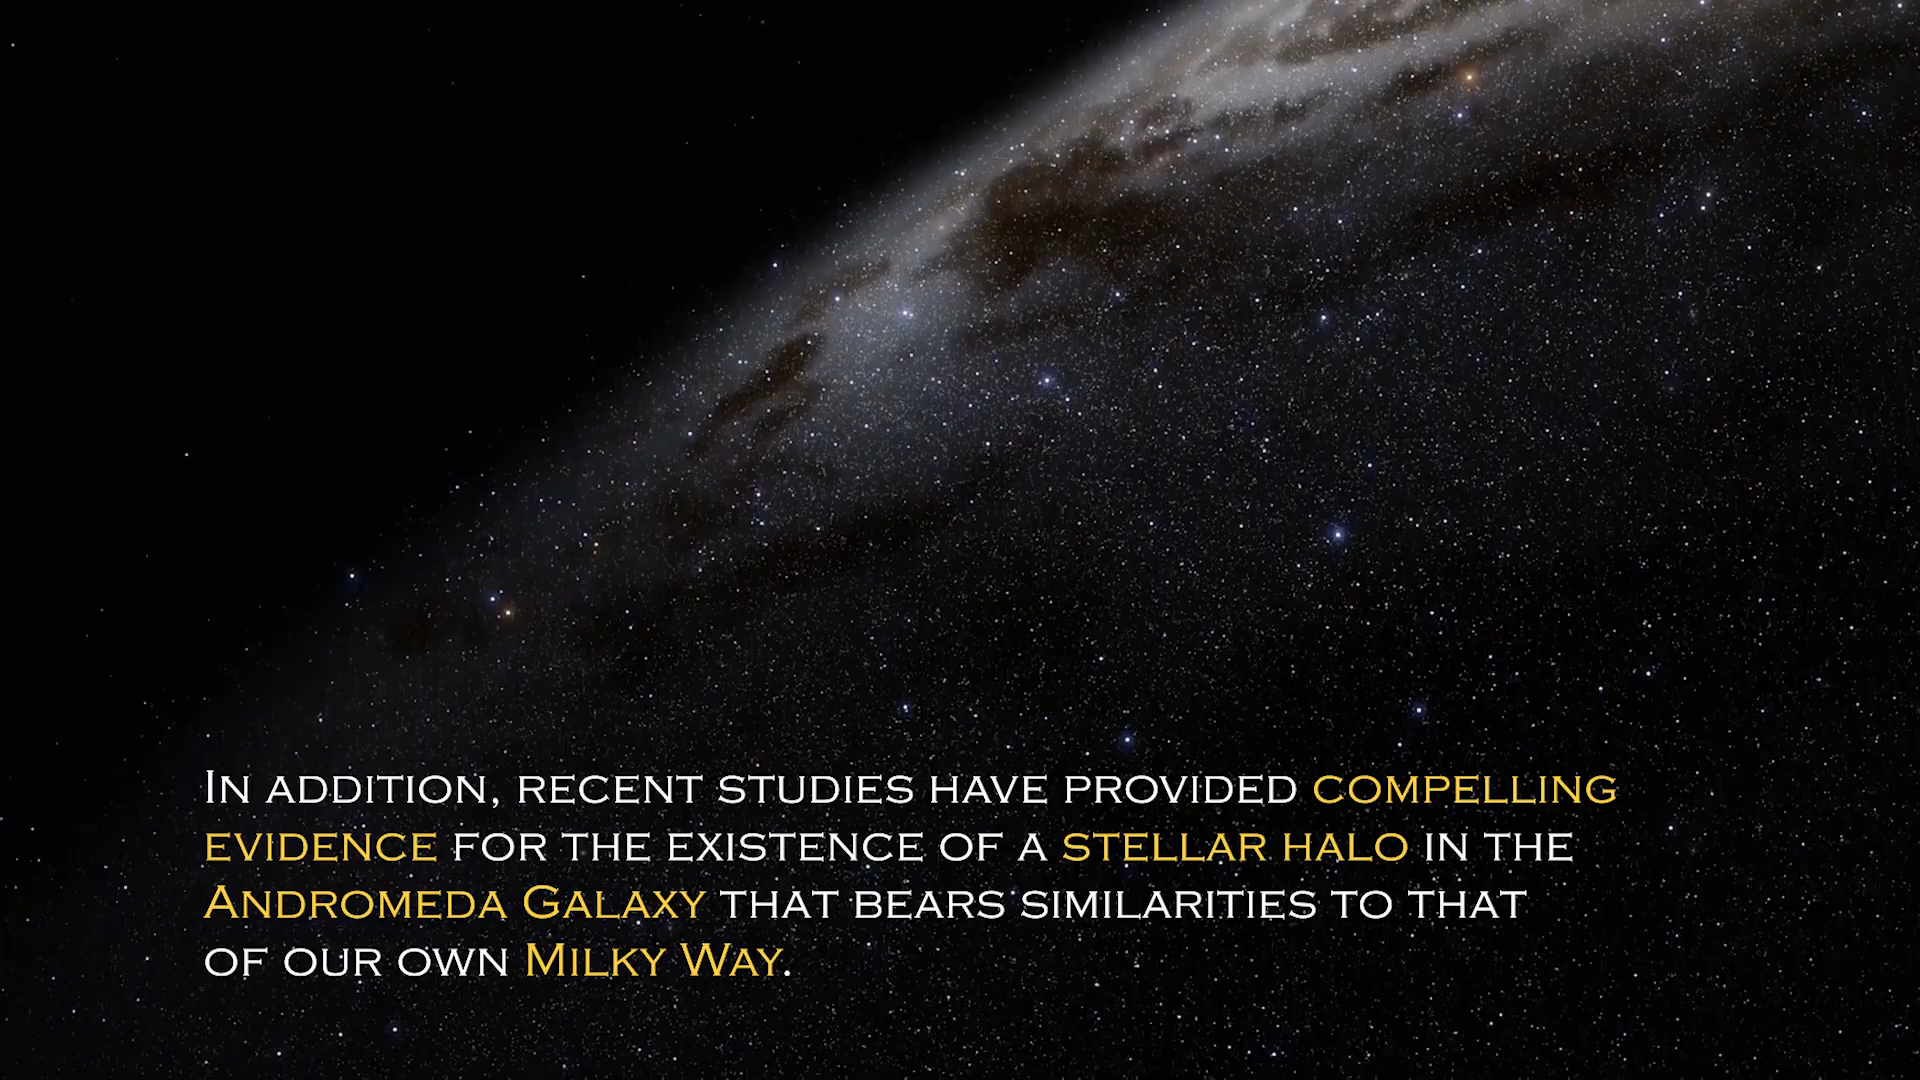 In addition, recent studies have provided compelling
evidence for the existence of a stellar halo in the
Andromeda Galaxy that bears similarities to that
of our own Milky Way.